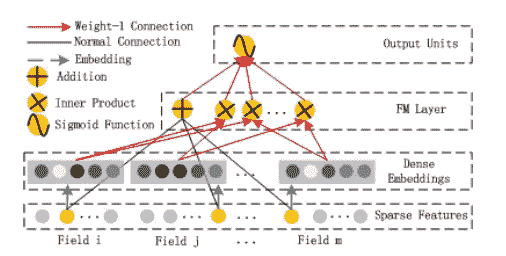 Weight-1 Connection
Normal Connection
Embedding
Addition
Inner Product
Sigmoid Function
Output Units
FM Layer
...
Dense
Embeddings
...
Sparse Features
...
...
...
...
Field i
Field j
...
Field m